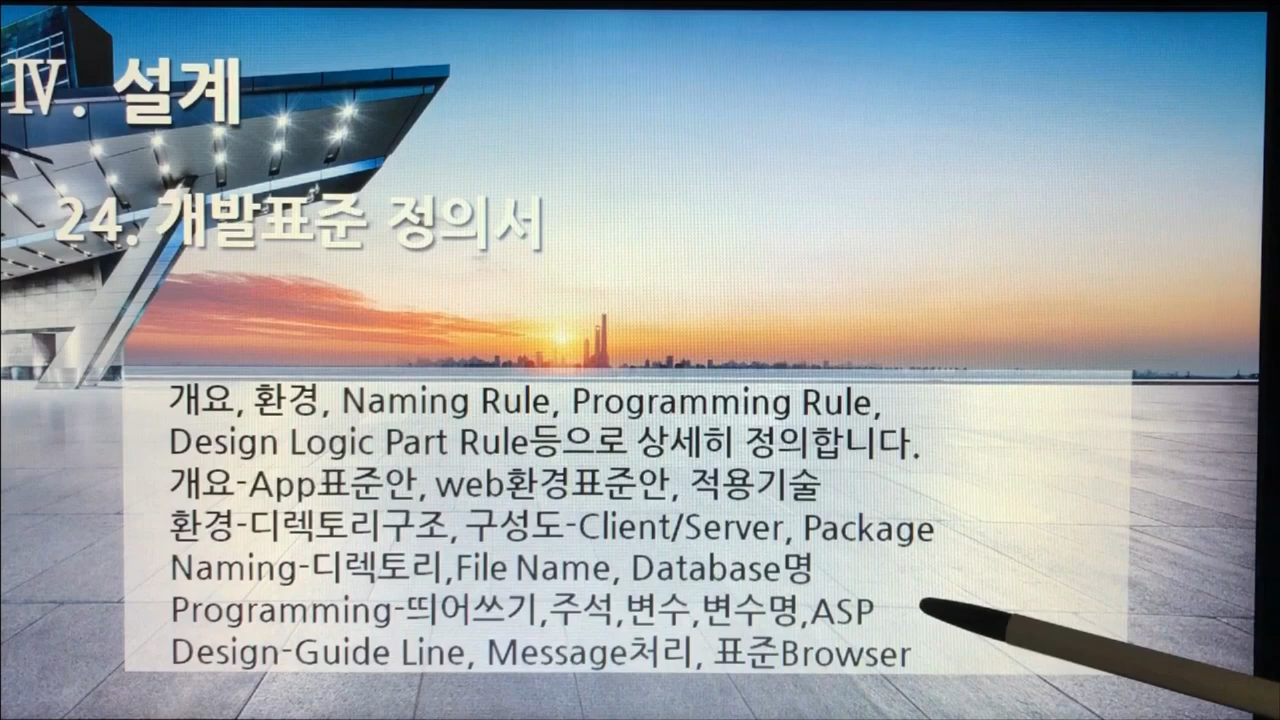 Ⅳ. 설계
24. 개발표준 정의서
개요, 환경, Naming Rule, Programming Rule,
Design Logic Part Rule등으로 상세히 정의합니다.
개요-App표준안, web환경표준안, 적용기술
환경-디렉토리구조, 구성도-Client/Server, Package
Naming-디렉토리,File Name, Database명
Programming-띄어쓰기,주석,변수,변수명,ASP
Design-Guide Line, Message처리, 표준Browser